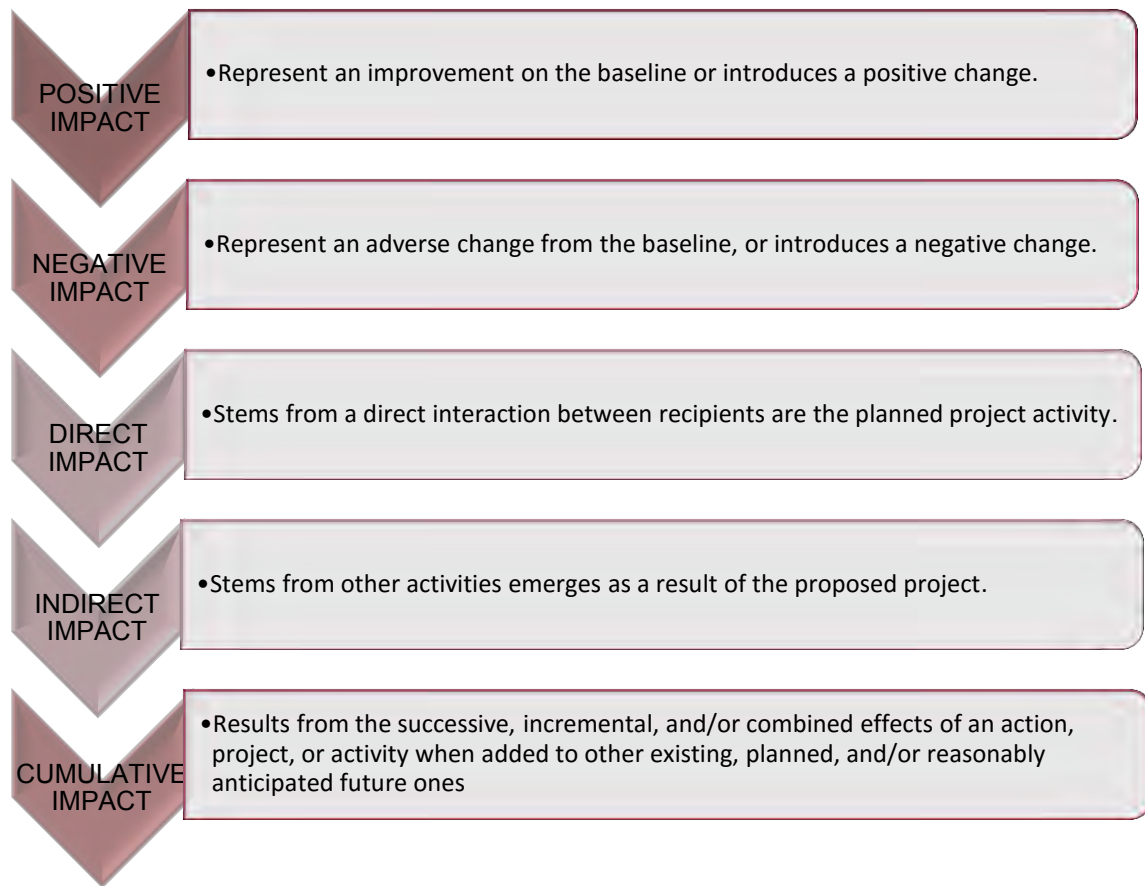 POSITIVE
IMPACT
•Represent an improvement on the baseline or introduces a positive change.
NEGATIVE
IMPACT
•Represent an adverse change from the baseline, or introduces a negative change.
DIRECT
IMPACT
•Stems from a direct interaction between recipients are the planned project activity.
INDIRECT
IMPACT
•Stems from other activities emerges as a result of the proposed project.
CUMULATIVE
IMPACT
•Results from the successive, incremental, and/or combined effects of an action,
project, or activity when added to other existing, planned, and/or reasonably
anticipated future ones